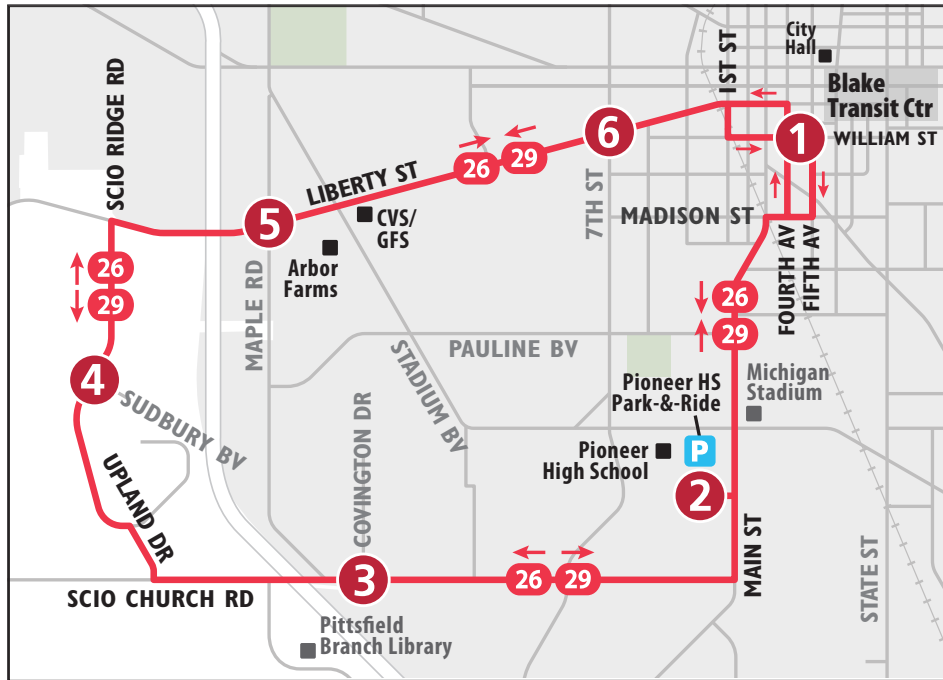 City
Hall
1ST ST
Blake
Transit Ctr
SCIO RIDGE RD
6
1
WILLIAM ST
26
29
LIBERTY ST
7TH ST
MADISON ST
5
CVS/
GFS
Arbor
Farms
FOURTH AV
FIFTH AV
26
29
MAPLE RD
26
29
PAULINE BV
STADIUM BV
4
SUDBURY BV
Pioneer HS
Park-&-Ride
Michigan
Stadium
COVINGTON DR
Pioneer
High School
P
2
UPLAND DR
MAIN ST
STATE ST
3
26
29
SCIO CHURCH RD
Pittsfield
Branch Library